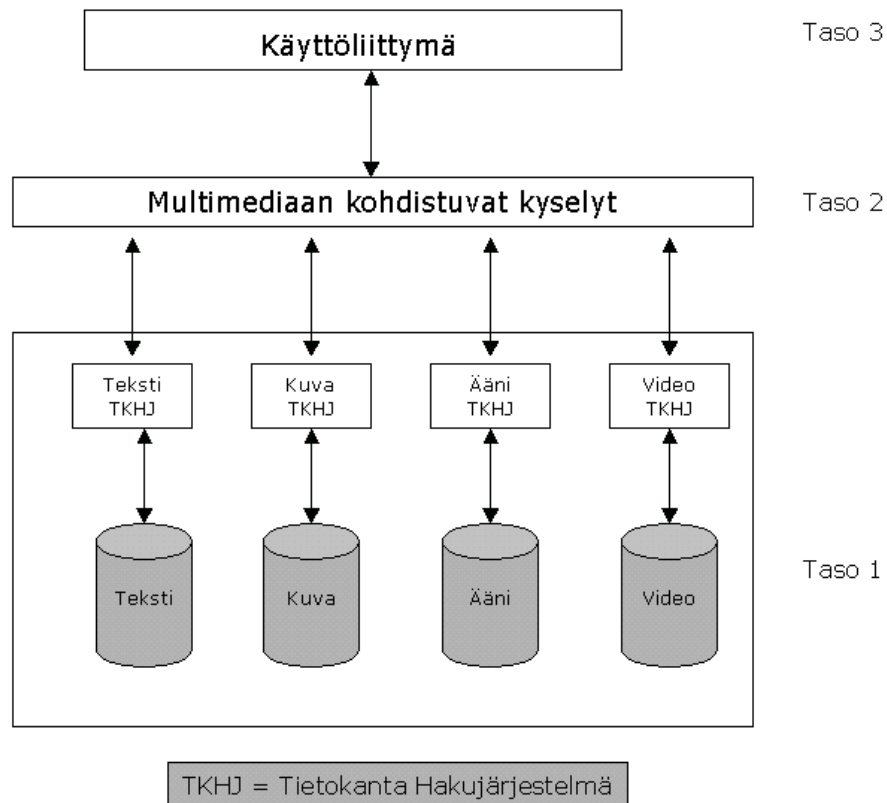 Käyttöliittymä
Taso 3
Multimediaan kohdistuvat kyselyt
Taso 2
Teksti
TKHJ
Kuva
TKHJ
Ääni
TKHJ
Video
TKHJ
Teksti
Kuva
Ääni
Video
Taso 1
TKHJ = Tietokanta Hakujärjestelmä